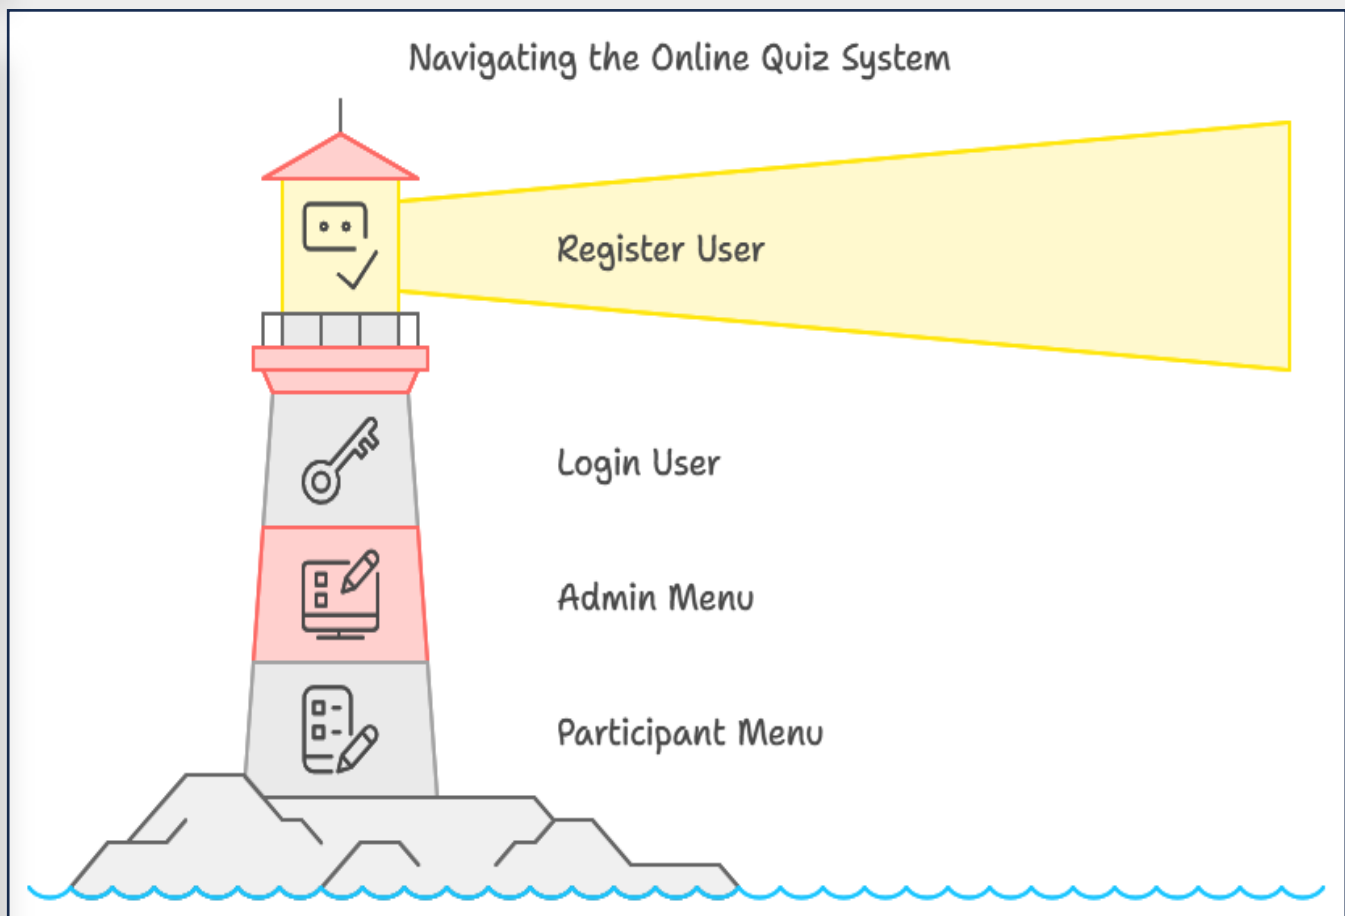 Navigating the Online Quiz System
Register User
Login User
Admin Menu
Participant Menu